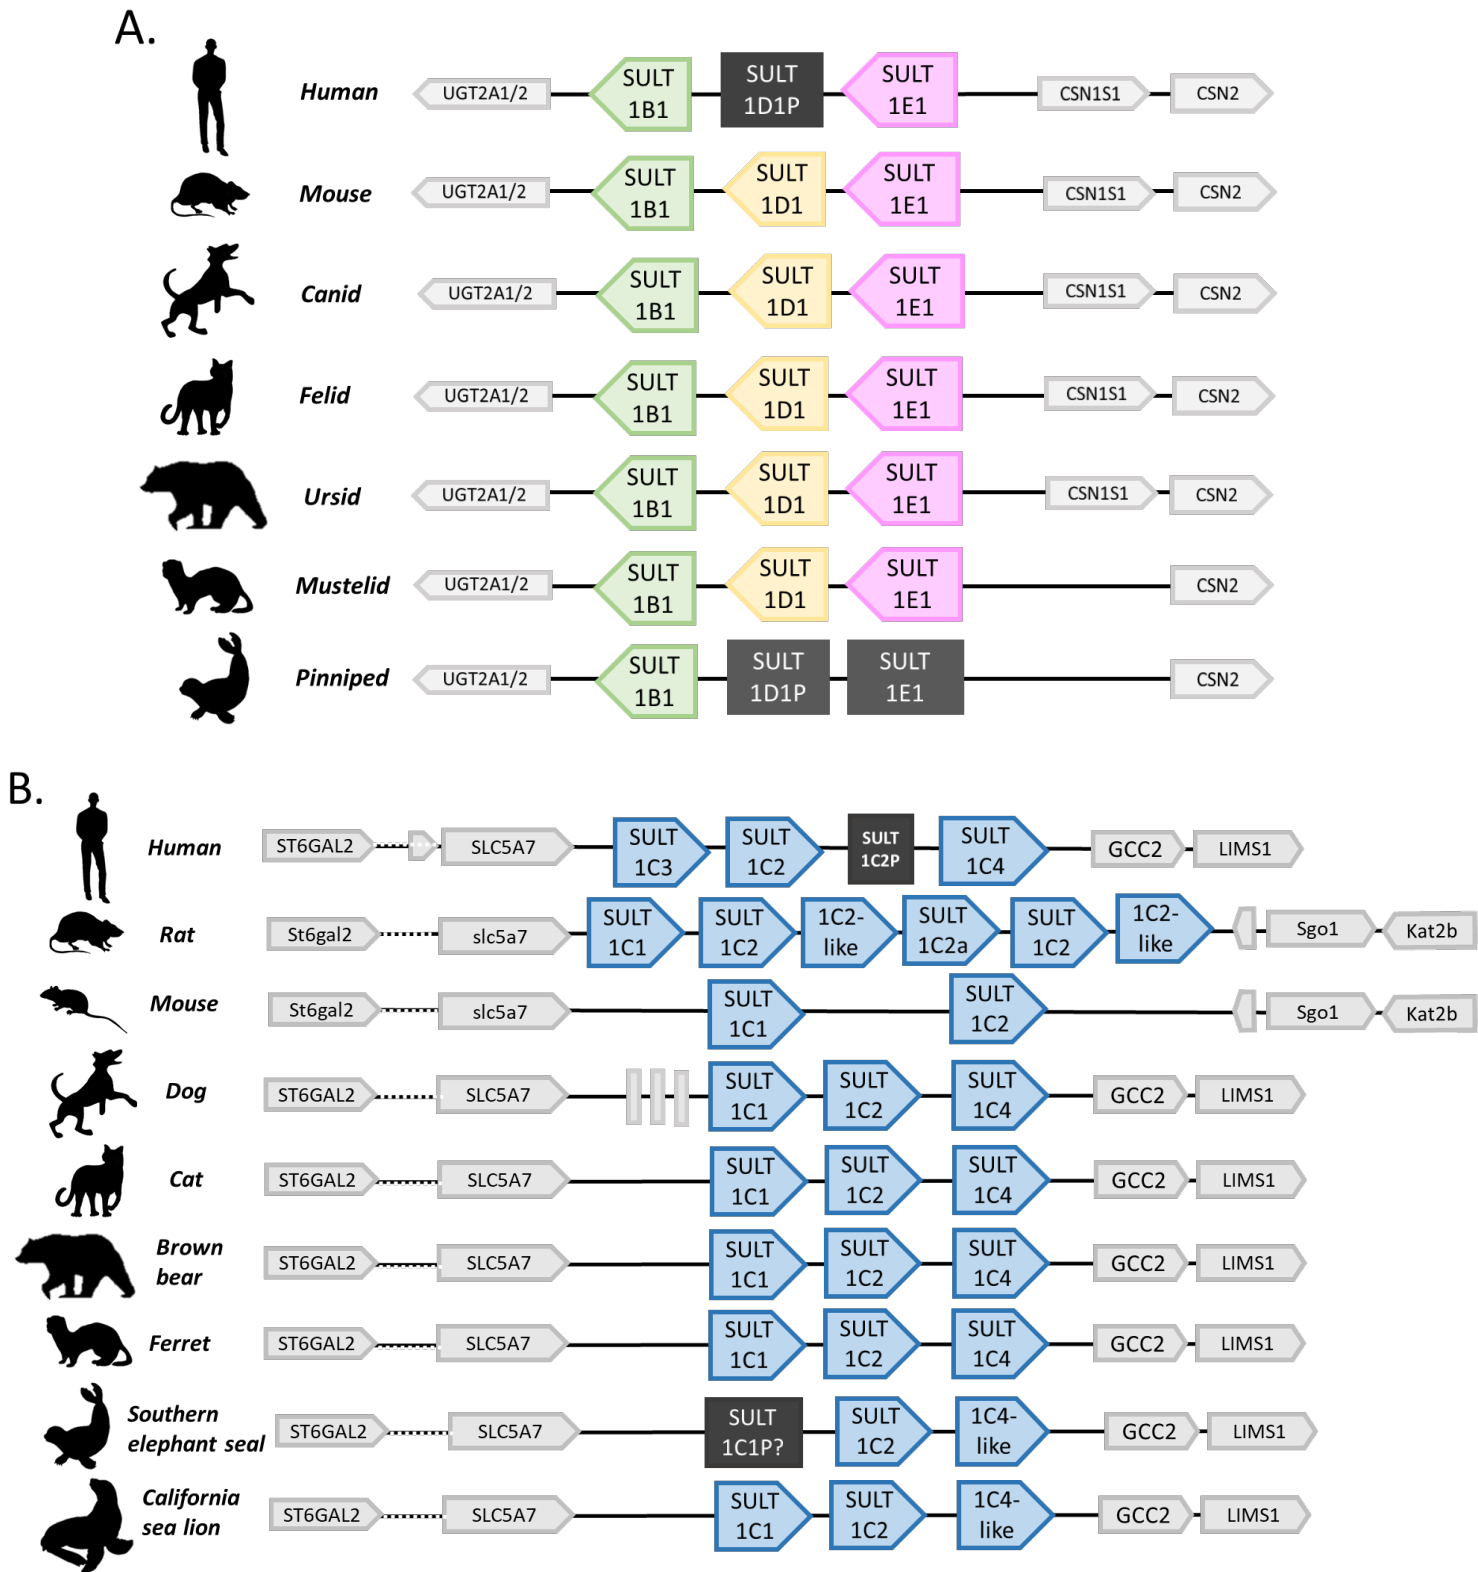 A.
Human
UGT2A1/2
SULT
1B1
SULT
1D1P
SULT
1E1
CSN1S1
CSN2
Mouse
UGT2A1/2
SULT
1B1
SULT
1D1
SULT
1E1
CSN1S1
CSN2
Canid
UGT2A1/2
SULT
1B1
SULT
1D1
SULT
1E1
CSN1S1
CSN2
Felid
UGT2A1/2
SULT
1B1
SULT
1D1
SULT
1E1
CSN1S1
CSN2
Ursid
UGT2A1/2
SULT
1B1
SULT
1D1
SULT
1E1
CSN1S1
CSN2
Mustelid
UGT2A1/2
SULT
1B1
SULT
1D1
SULT
1E1
CSN2
Pinniped
UGT2A1/2
SULT
1B1
SULT
1D1P
SULT
1E1
CSN2
B.
Human
ST6GAL2
SLC5A7
SULT
1C3
SULT
1C2
SULT
1C2P
SULT
1C4
GCC2
LIMS1
Rat
St6gal2
slc5a7
SULT
1C1
SULT
1C2
1C2-
like
SULT
1C2a
SULT
1C2
1C2-
like
Sgo1
Kat2b
Mouse
St6gal2
slc5a7
SULT
1C1
SULT
1C2
Sgo1
Kat2b
Dog
ST6GAL2
SLC5A7
SULT
1C1
SULT
1C2
SULT
1C4
GCC2
LIMS1
Cat
ST6GAL2
SLC5A7
SULT
1C1
SULT
1C2
SULT
1C4
GCC2
LIMS1
Brown
bear
ST6GAL2
SLC5A7
SULT
1C1
SULT
1C2
SULT
1C4
GCC2
LIMS1
Ferret
ST6GAL2
SLC5A7
SULT
1C1
SULT
1C2
SULT
1C4
GCC2
LIMS1
Southern
elephant seal
ST6GAL2
SLC5A7
SULT
1C1P?
SULT
1C2
1C4-
like
GCC2
LIMS1
California
sea lion
ST6GAL2
SLC5A7
SULT
1C1
SULT
1C2
1C4-
like
GCC2
LIMS1